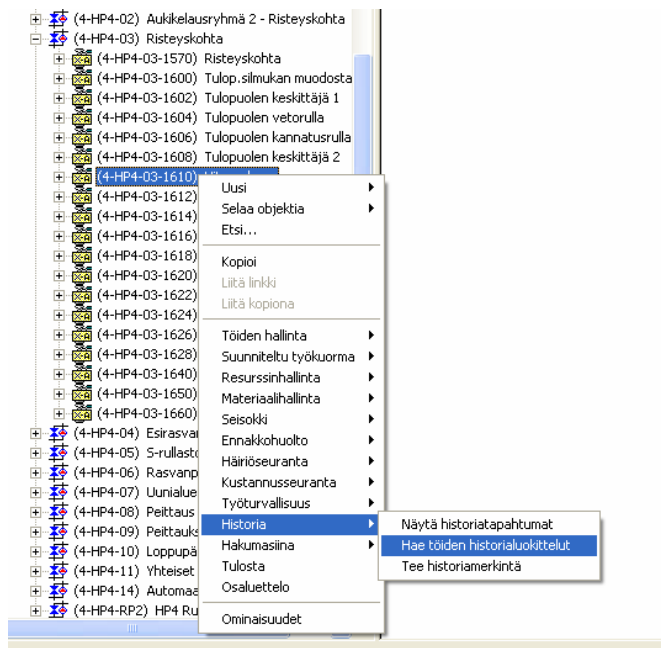 (4-HP4-02) Aukikelausryhmä 2 - Risteyskohta
(4-HP4-03) Risteyskohta
(4-HP4-03-1570) Risteyskohta
(4-HP4-03-1600) Tulop.silmukan muodosta
(4-HP4-03-1602) Tulopuolen keskittäjä 1
(4-HP4-03-1604) Tulopuolen vetorulla
(4-HP4-03-1606) Tulopuolen kannatusrulla
(4-HP4-03-1608) Tulopuolen keskittäjä 2
(4-HP4-03-1610)
(4-HP4-03-1612)
(4-HP4-03-1614)
(4-HP4-03-1616)
(4-HP4-03-1618)
(4-HP4-03-1620)
(4-HP4-03-1622)
(4-HP4-03-1624)
(4-HP4-03-1626)
(4-HP4-03-1628)
(4-HP4-03-1640)
(4-HP4-03-1650)
(4-HP4-03-1660)
(4-HP4-04) Esirasva
(4-HP4-05) S-rullasto
(4-HP4-06) Rasvanp
(4-HP4-07) Uunialue
(4-HP4-08) Peittaus
(4-HP4-09) Peittauks
(4-HP4-10) Loppupä
(4-HP4-11) Yhteiset
(4-HP4-14) Automaa
(4-HP4-RP2) HP4 Ru
Uusi
Selaa objektia
Etsi...
Kopioi
Liitä linkki
Liitä kopiona
Töiden hallinta
Suunniteltu työkuorma
Resurssinhallinta
Materiaalihallinta
Seisokki
Ennakkohuolto
Häiriöseuranta
Kustannusseuranta
Työturvallisuus
Historia
Hakumasiina
Tulosta
Osaluettelo
Ominaisuudet
Näytä historiatapahtumat
Hae töiden historialuokittelut
Tee historiamerkintä